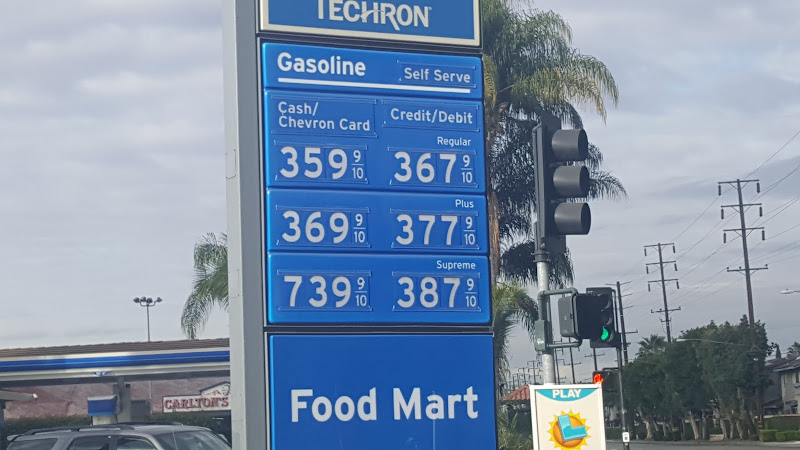 TECHRON
Gasoline Self Serve
Cash/
Chevron Card Credit/Debit
Regular
359 9/10 367 9/10
Plus
369 9/10 377 9/10
Supreme
739 9/10 387 9/10
Food Mart
CARLTON'S
PLAY